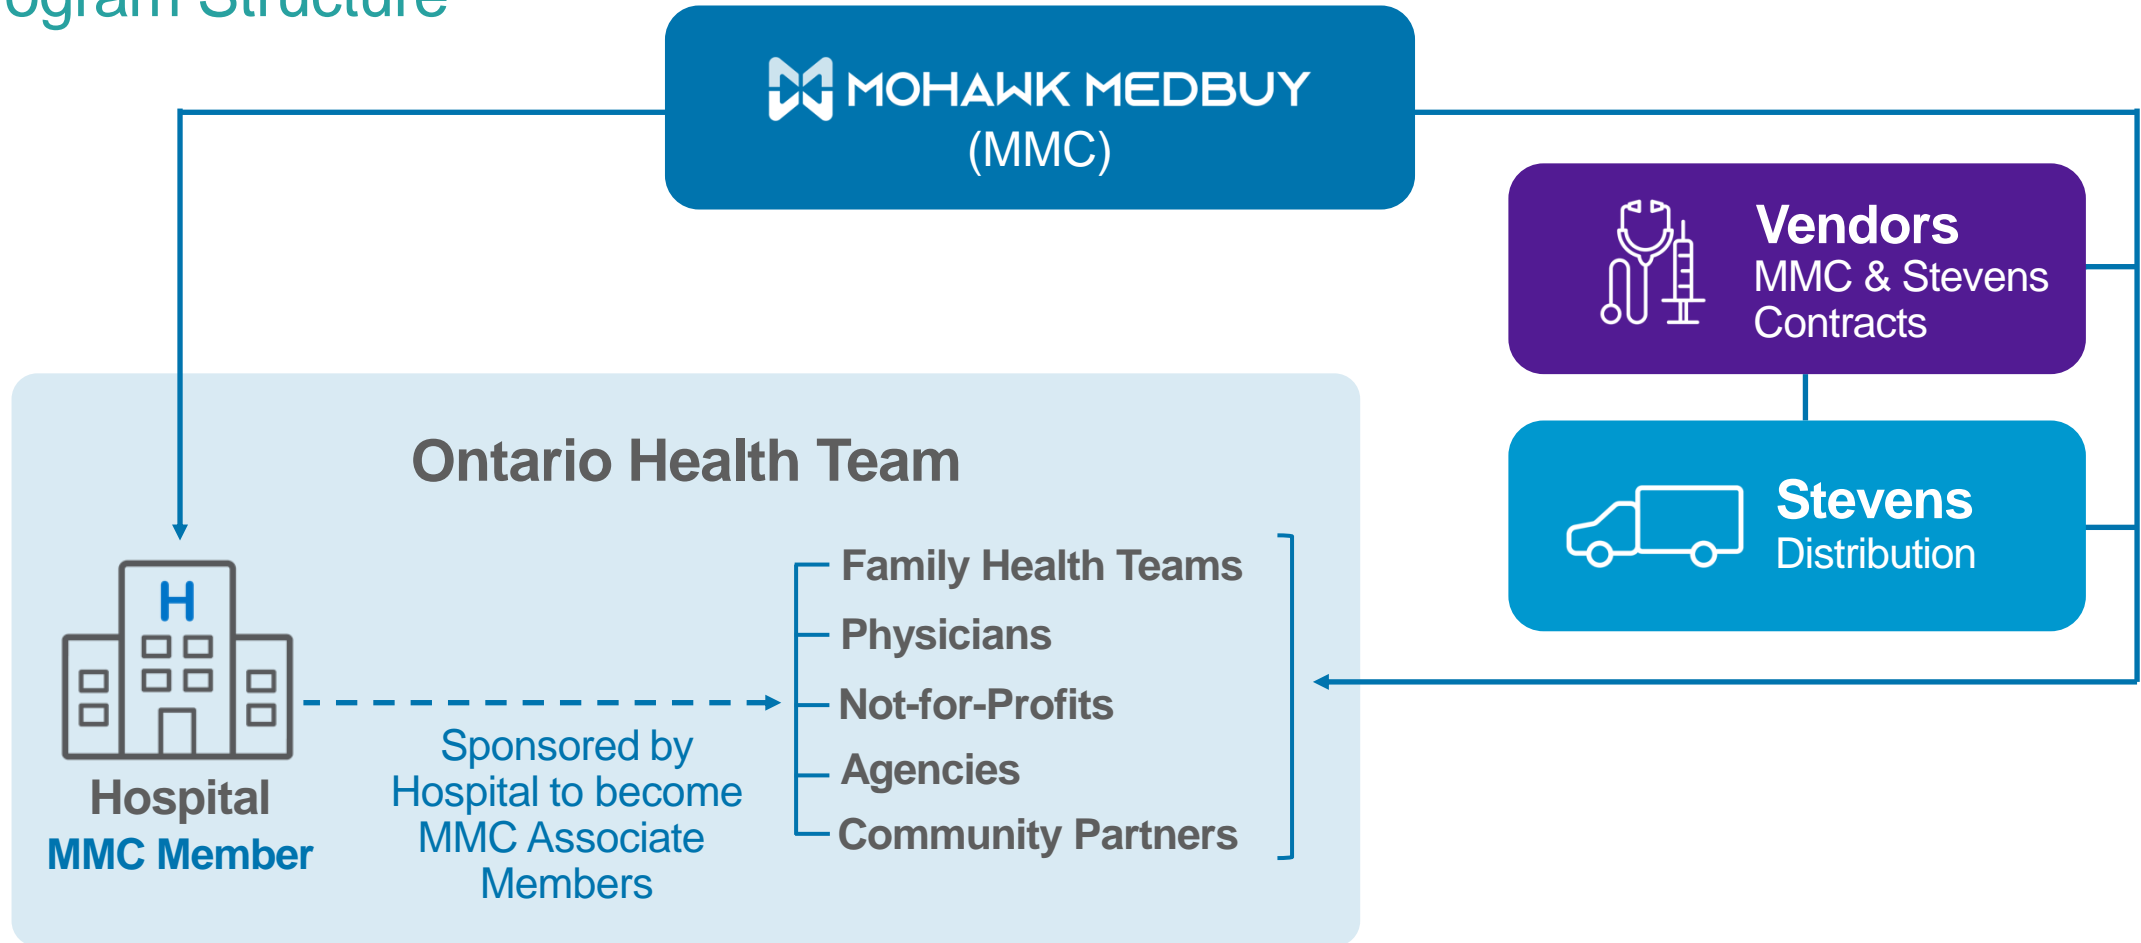 ogram Structure
MOHAWK MEDBUY
(MMC)
Vendors
MMC & Stevens
Contracts
Stevens
Distribution
Ontario Health Team
H
Hospital
MMC Member
Sponsored by
Hospital to become
MMC Associate
Members
Family Health Teams
Physicians
Not-for-Profits
Agencies
Community Partners